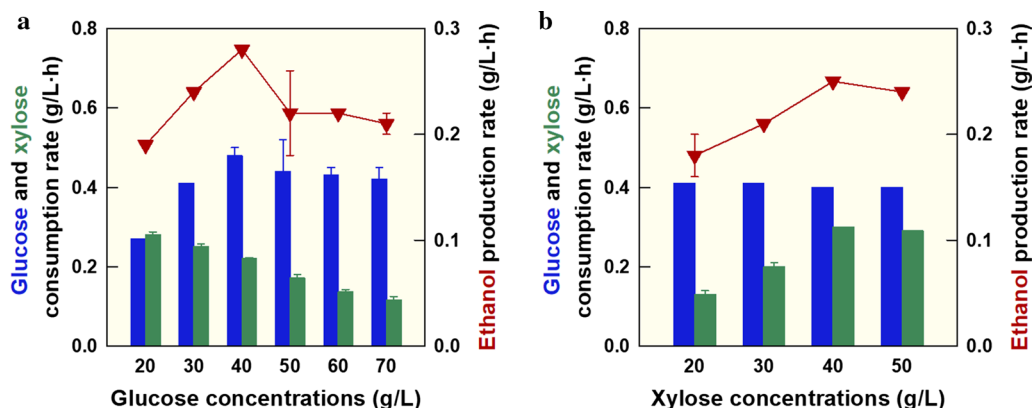 a
Glucose and xylose
consumption rate (g/L·h)
0.8
0.6
0.4
0.2
0.0
0.3
0.2
0.1
0.0
Ethanol production rate (g/L·h)
20 30 40 50 60 70
Glucose concentrations (g/L)
b
Glucose and xylose
consumption rate (g/L·h)
0.8
0.6
0.4
0.2
0.0
0.3
0.2
0.1
0.0
Ethanol production rate (g/L·h)
20 30 40 50
Xylose concentrations (g/L)